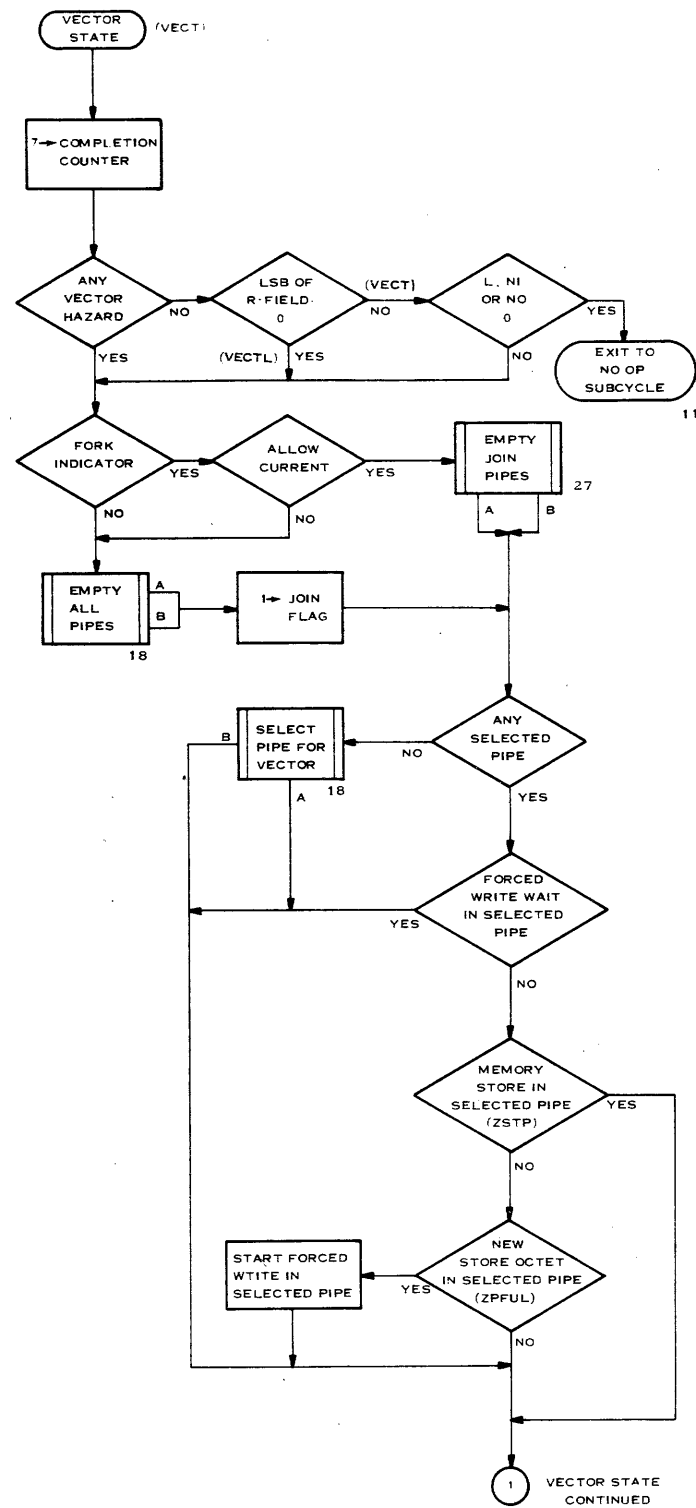 VECTOR
STATE
(VECT)
7→ COMPLETION
COUNTER
ANY
VECTOR
HAZARD
NO
YES
LSB OF
R-FIELD
0
(VECT)
NO
(VECTL)
YES
L, NI
OR NO
0
YES
NO
EXIT TO
NO OP
SUBCYCLE
11
FORK
INDICATOR
YES
NO
ALLOW
CURRENT
YES
NO
EMPTY
JOIN
PIPES
27
A
B
EMPTY
ALL
PIPES
A
B
18
1→ JOIN
FLAG
ANY
SELECTED
PIPE
NO
YES
B
SELECT
PIPE FOR
VECTOR
18
A
FORCED
WRITE WAIT
IN SELECTED
PIPE
YES
NO
MEMORY
STORE IN
SELECTED PIPE
(ZSTP)
YES
NO
NEW
STORE OCTET
IN SELECTED PIPE
(ZPFUL)
YES
NO
START FORCED
WTITE IN
SELECTED PIPE
1
VECTOR STATE
CONTINUED